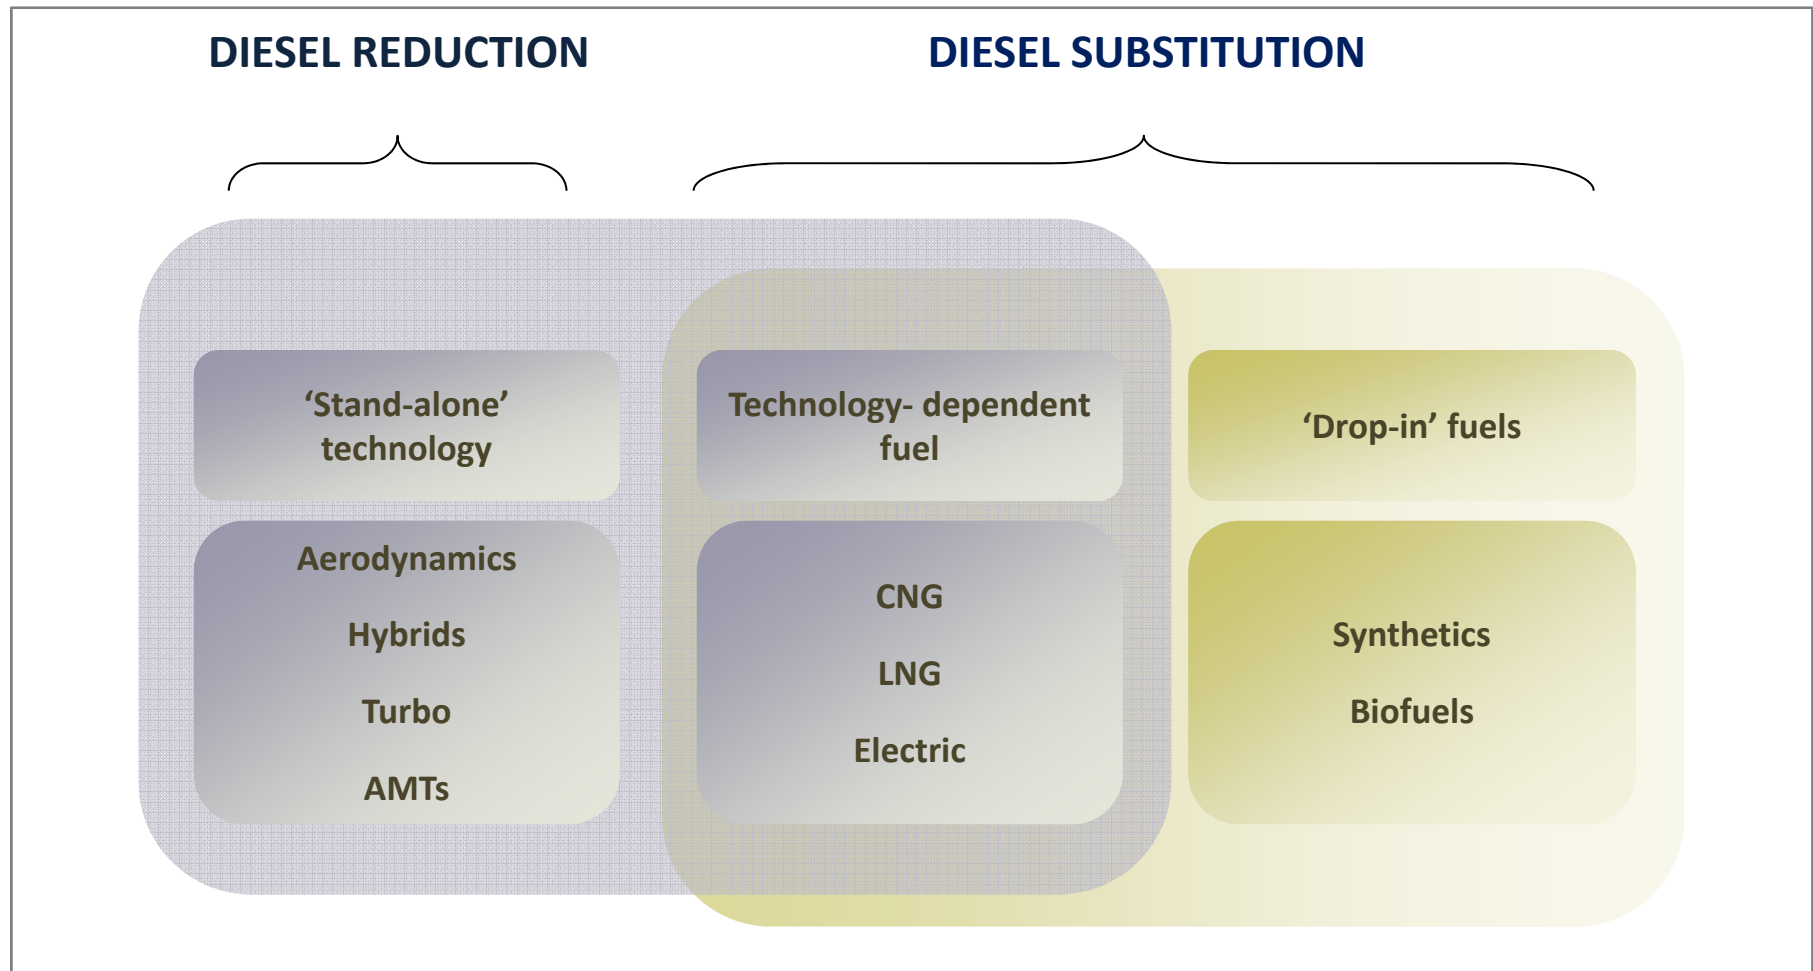 DIESEL REDUCTION
DIESEL SUBSTITUTION
‘Stand-alone’
technology
Technology- dependent
fuel
‘Drop-in’ fuels
Aerodynamics
Hybrids
Turbo
AMTs
CNG
LNG
Electric
Synthetics
Biofuels